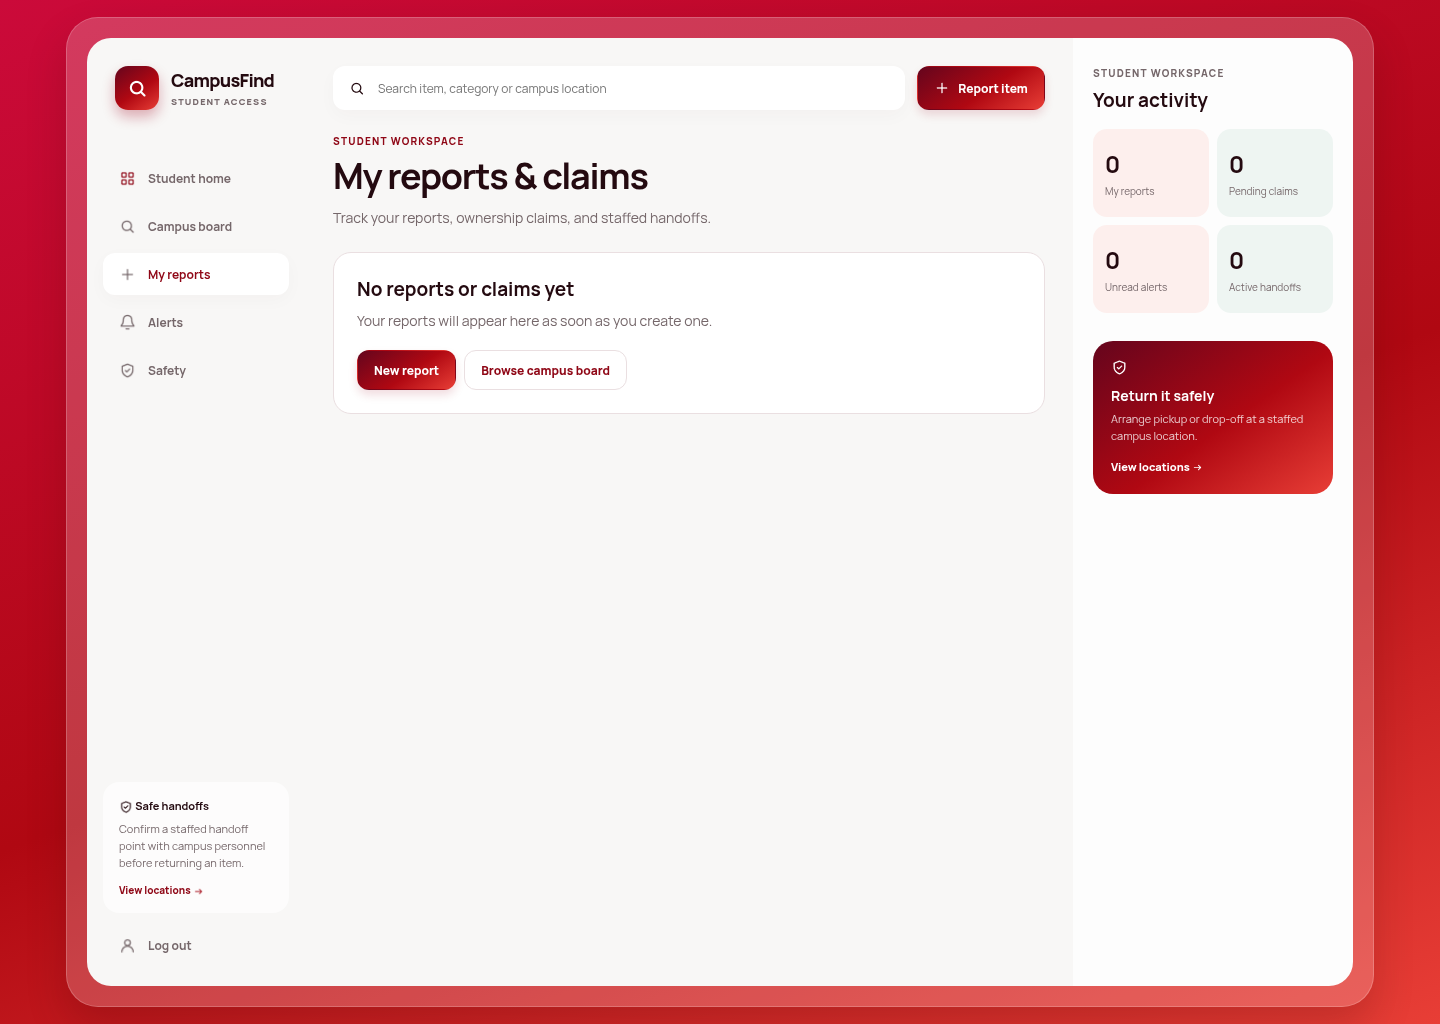 CampusFind
STUDENT ACCESS
Student home
Campus board
My reports
Alerts
Safety
Safe handoffs
Confirm a staffed handoff
point with campus personnel
before returning an item.
View locations →
Log out
Search item, category or campus location
+ Report item
STUDENT WORKSPACE
My reports & claims
Track your reports, ownership claims, and staffed handoffs.
No reports or claims yet
Your reports will appear here as soon as you create one.
New report
Browse campus board
STUDENT WORKSPACE
Your activity
0
My reports
0
Pending claims
0
Unread alerts
0
Active handoffs
Return it safely
Arrange pickup or drop-off at a staffed
campus location.
View locations →